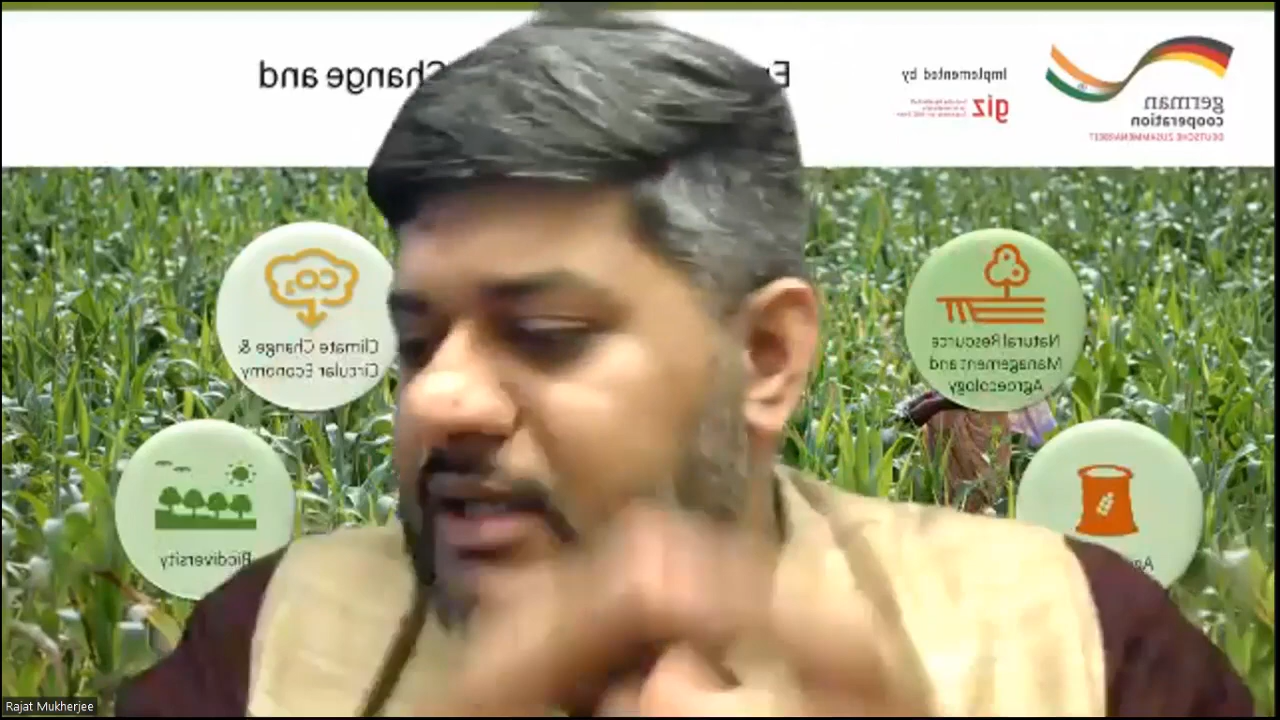 Change and
Implemented by
giz
german
cooperation
DEUTSCHE ZUSAMMENARBEIT
CO₂
Climate Change &
Circular Economy
Natural Resource
Management and
Agroecology
Biodiversity
Rajat Mukherjee